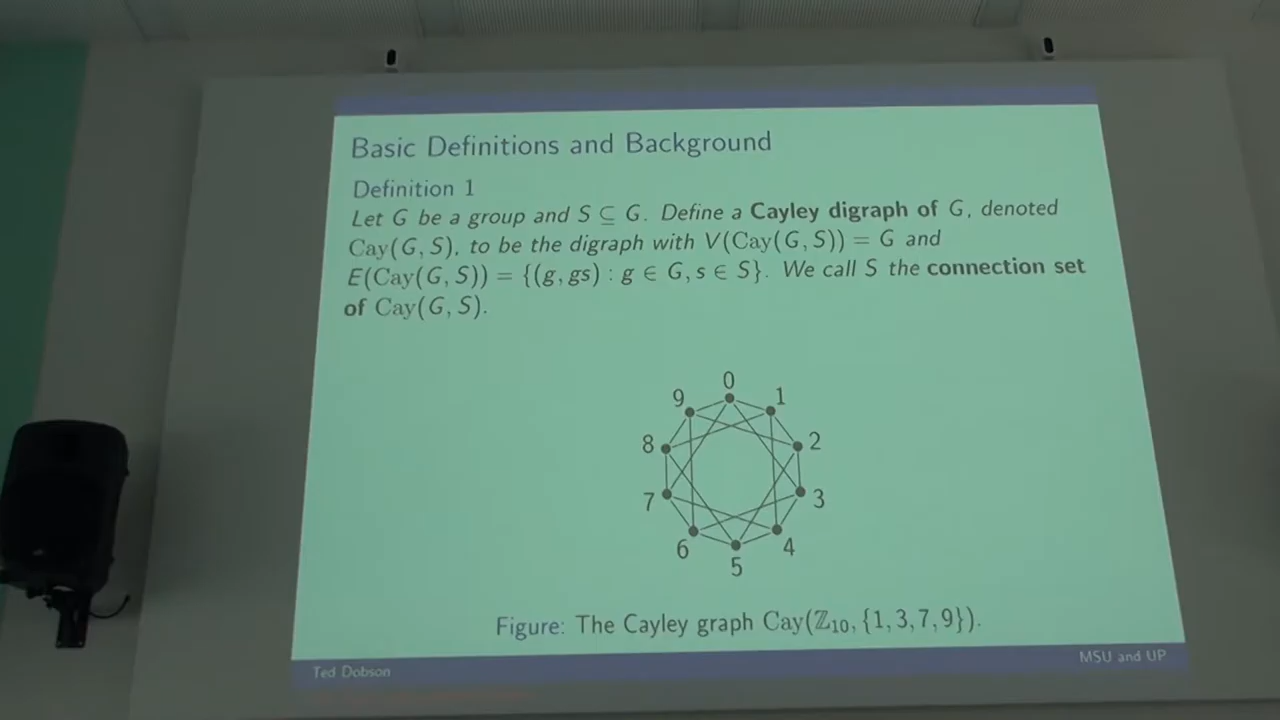 Basic Definitions and Background
Definition 1
Let G be a group and S ⊆ G. Define a Cayley digraph of G, denoted
Cay(G, S), to be the digraph with V(Cay(G, S)) = G and
E(Cay(G, S)) = {(g, gs) : g ∈ G, s ∈ S}. We call S the connection set
of Cay(G, S).
0
9 1
8 2
7 3
6 4
5
Figure: The Cayley graph Cay(ℤ₁₀, {1, 3, 7, 9}).
Ted Dobson MSU and UP